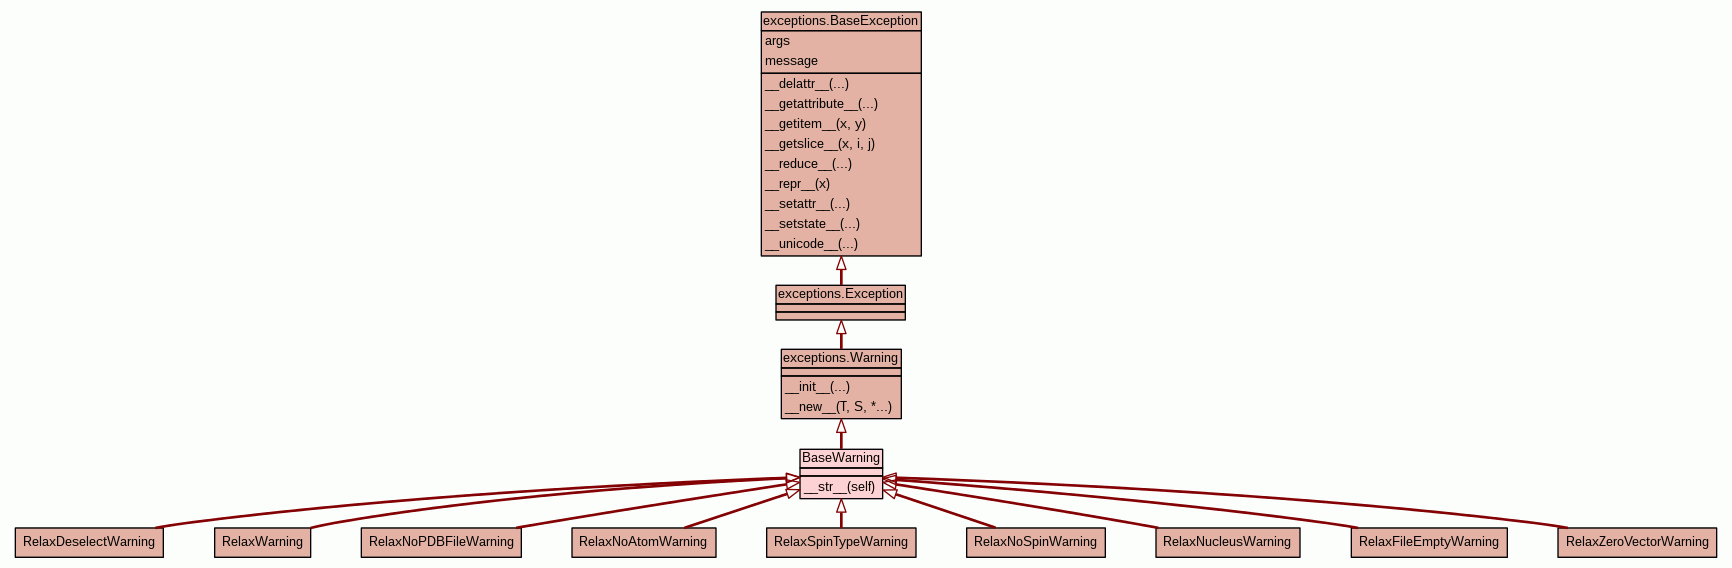 exceptions.BaseException
args
message
__delattr__(...)
__getattribute__(...)
__getitem__(x, y)
__getslice__(x, i, j)
__reduce__(...)
__repr__(x)
__setattr__(...)
__setstate__(...)
__unicode__(...)
exceptions.Exception
exceptions.Warning
__init__(...)
__new__(T, S, *...)
BaseWarning
__str__(self)
RelaxDeselectWarning
RelaxWarning
RelaxNoPDBFileWarning
RelaxNoAtomWarning
RelaxSpinTypeWarning
RelaxNoSpinWarning
RelaxNucleusWarning
RelaxFileEmptyWarning
RelaxZeroVectorWarning